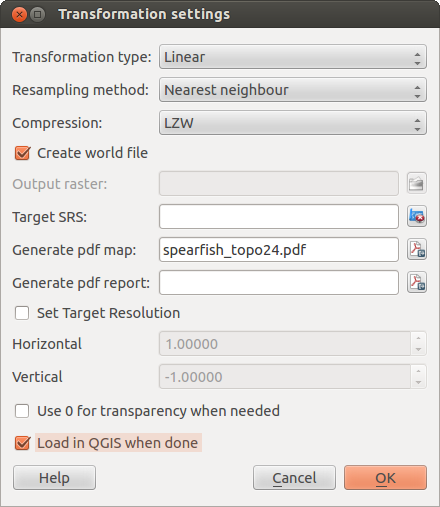 Transformation settings
Transformation type: Linear
Resampling method: Nearest neighbour
Compression: LZW
Create world file
Output raster:
Target SRS:
Generate pdf map: spearfish_topo24.pdf
Generate pdf report:
Set Target Resolution
Horizontal 1.00000
Vertical -1.00000
Use 0 for transparency when needed
Load in QGIS when done
Help Cancel OK